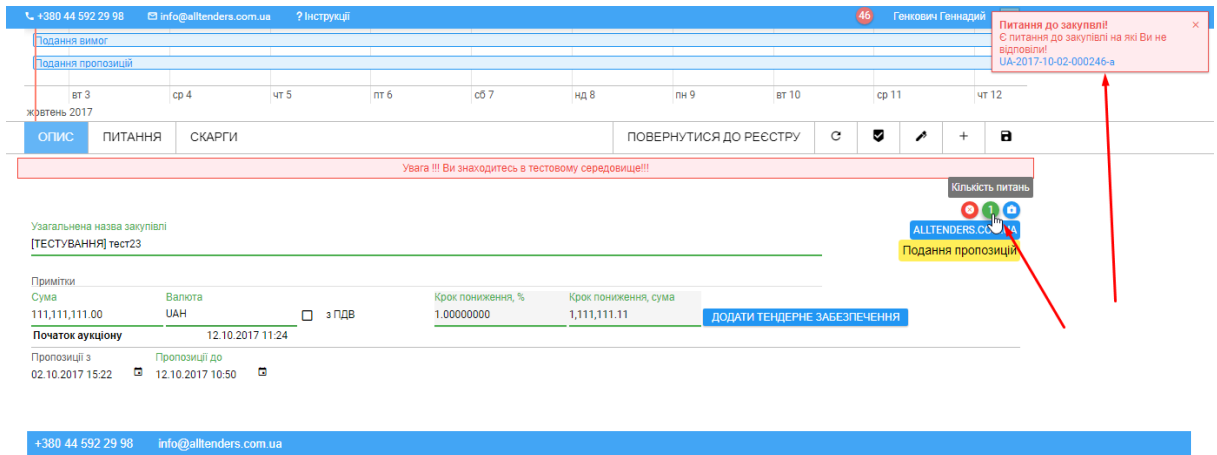 +380 44 592 29 98 info@alltenders.com.ua ? Інструкції 46 Генкович Геннадий
Питання до закупвлі! ×
Є питання до закупівлі на які Ви не
відповіли!
UA-2017-10-02-000246-a
Подання вимог
Подання пропозицій
вт 3 ср 4 чт 5 пт 6 сб 7 нд 8 пн 9 вт 10 ср 11 чт 12
жовтень 2017
ОПИС ПИТАННЯ СКАРГИ ПОВЕРНУТИСЯ ДО РЕЄСТРУ
Увага !!! Ви знаходитесь в тестовому середовище!!!
Кількість питань
1
Узагальнена назва закупівлі
ALLTENDERS.CO UA
[ТЕСТУВАННЯ] тест23
Подання пропозицій
Примітки
Сума Валюта Крок пониження, % Крок пониження, сума
111,111,111.00 UAH з ПДВ 1.00000000 1,111,111.11 ДОДАТИ ТЕНДЕРНЕ ЗАБЕЗПЕЧЕННЯ
Початок аукціону 12.10.2017 11:24
Пропозиції з Пропозиції до
02.10.2017 15:22 12.10.2017 10:50
+380 44 592 29 98 info@alltenders.com.ua